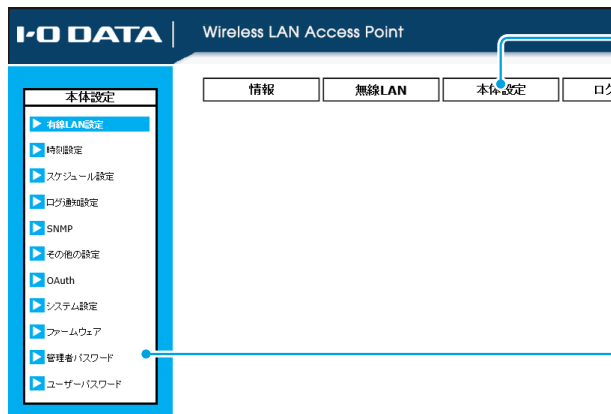 I-O DATA
Wireless LAN Access Point
情報
無線LAN
本体設定
ログ
本体設定
有線LAN設定
時刻設定
スケジュール設定
ログ通知設定
SNMP
その他の設定
OAuth
システム設定
ファームウェア
管理者パスワード
ユーザーパスワード